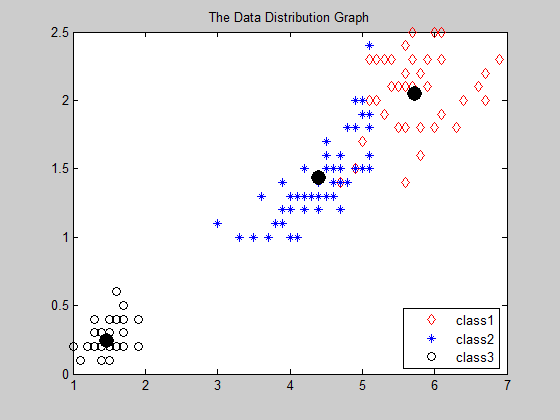 The Data Distribution Graph
2.5
2
1.5
1
0.5
0
1 2 3 4 5 6 7
class1
class2
class3